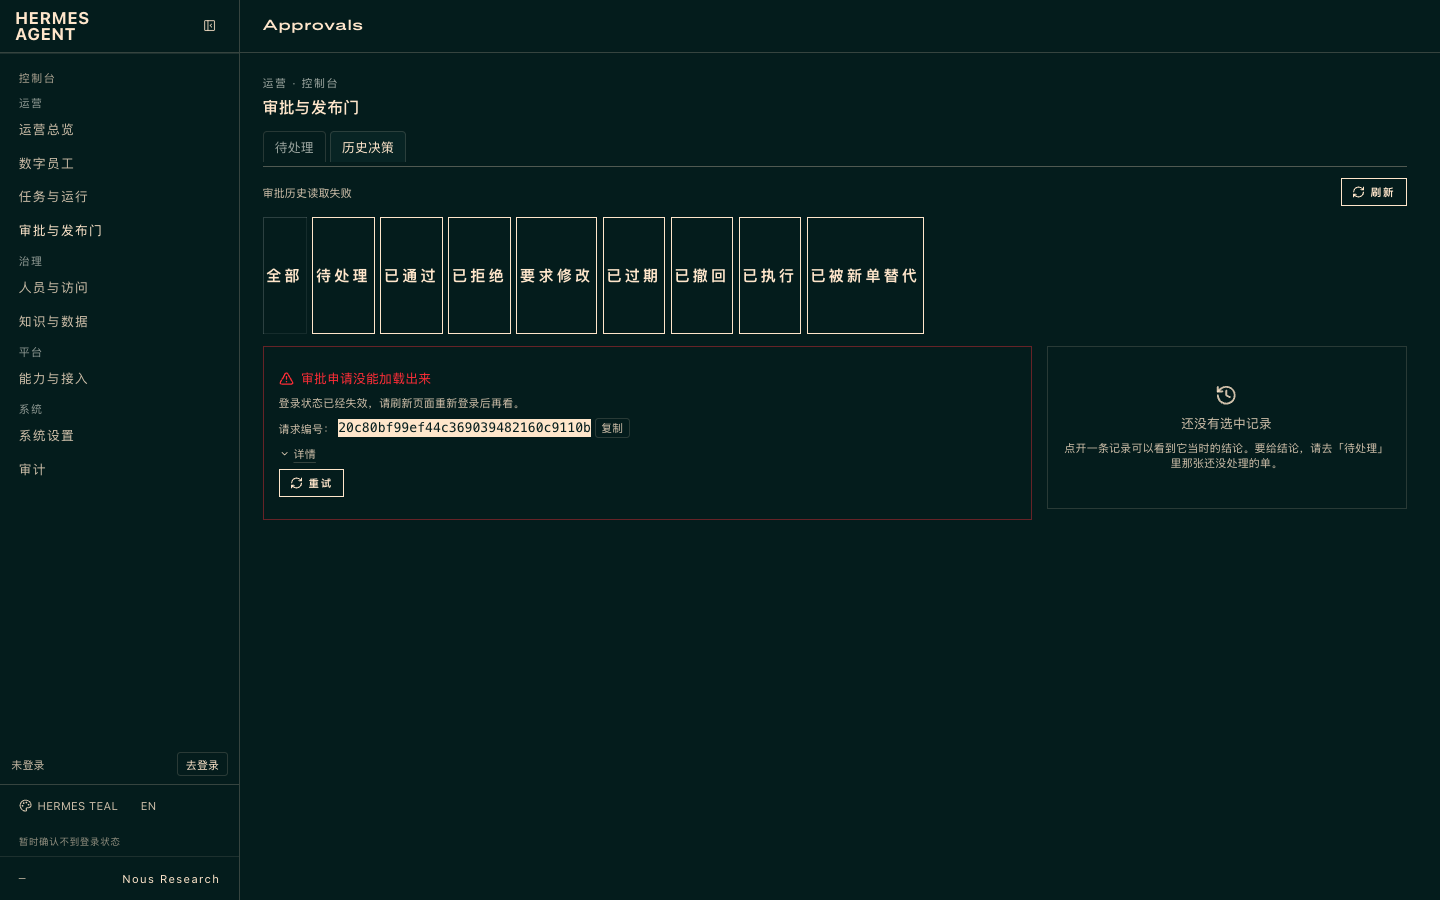 HERMES
AGENT
Approvals
控制台
运营
运营总览
数字员工
任务与运行
审批与发布门
治理
人员与访问
知识与数据
平台
能力与接入
系统
系统设置
审计
未登录
去登录
HERMES TEAL
EN
暂时确认不到登录状态
—
Nous Research
运营 · 控制台
审批与发布门
待处理
历史决策
审批历史读取失败
刷新
全部
待处理
已通过
已拒绝
要求修改
已过期
已撤回
已执行
已被新单替代
审批申请没能加载出来
登录状态已经失效，请刷新页面重新登录后再看。
请求编号： 20c80bf99ef44c369039482160c9110b 复制
详情
重试
还没有选中记录
点开一条记录可以看到它当时的结论。要给结论，请去「待处理」
里那张还没处理的单。